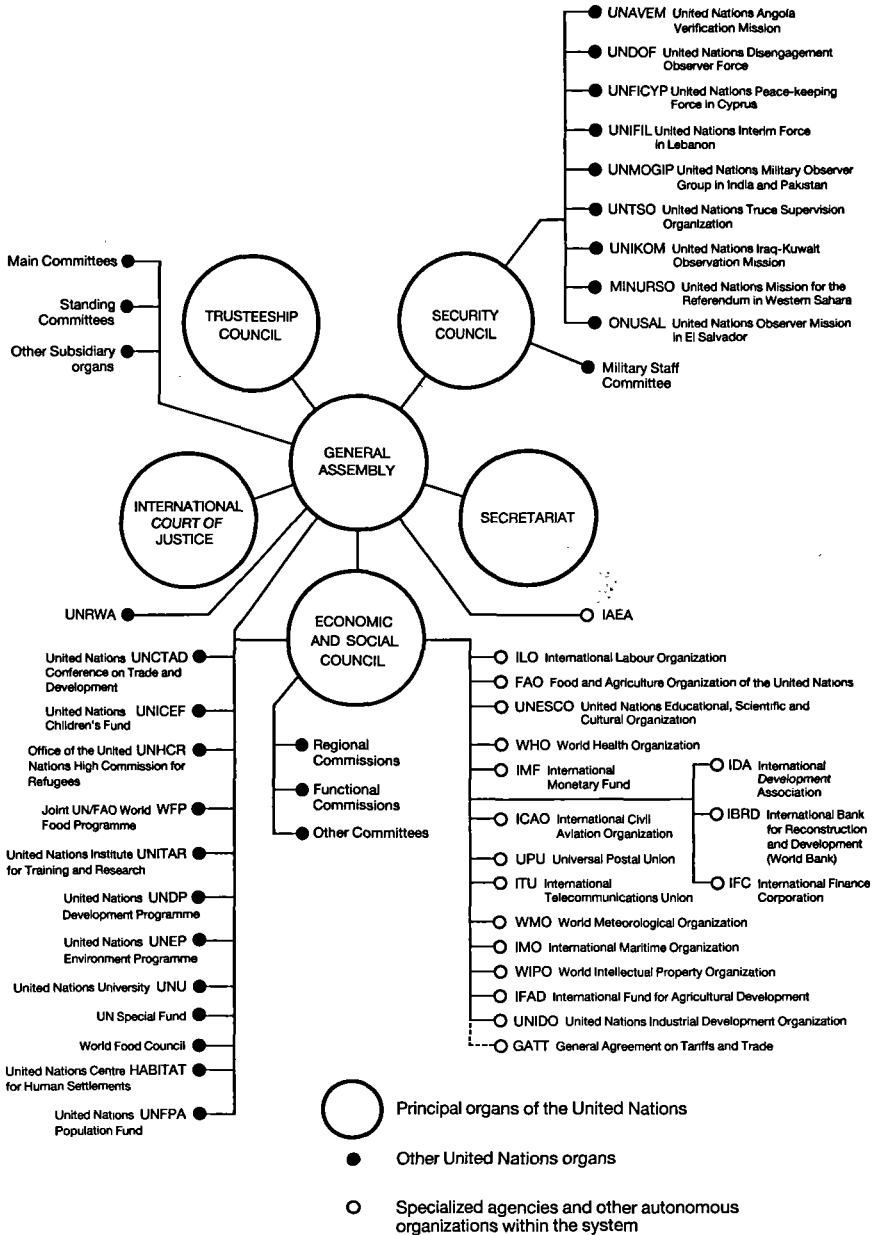 UNAVEM United Nations Angola
Verification Mission
UNDOF United Nations Disengagement
Observer Force
UNFICYP United Nations Peace-keeping
Force in Cyprus
UNIFIL United Nations Interim Force
in Lebanon
UNMOGIP United Nations Military Observer
Group in India and Pakistan
UNTSO United Nations Truce Supervision
Organization
UNIKOM United Nations Iraq-Kuwait
Observation Mission
MINURSO United Nations Mission for the
Referendum in Western Sahara
ONUSAL United Nations Observer Mission
in El Salvador
Military Staff
Committee
Main Committees
Standing
Committees
Other Subsidiary
organs
TRUSTEESHIP
COUNCIL
SECURITY
COUNCIL
GENERAL
ASSEMBLY
INTERNATIONAL
COURT OF
JUSTICE
SECRETARIAT
UNRWA
ECONOMIC
AND SOCIAL
COUNCIL
IAEA
United Nations UNCTAD
Conference on Trade and
Development
United Nations UNICEF
Children's Fund
Office of the United UNHCR
Nations High Commission for
Refugees
Joint UN/FAO World WFP
Food Programme
United Nations Institute UNITAR
for Training and Research
United Nations UNDP
Development Programme
United Nations UNEP
Environment Programme
United Nations University UNU
UN Special Fund
World Food Council
United Nations Centre HABITAT
for Human Settlements
United Nations UNFPA
Population Fund
Regional
Commissions
Functional
Commissions
Other Committees
ILO International Labour Organization
FAO Food and Agriculture Organization of the United Nations
UNESCO United Nations Educational, Scientific and
Cultural Organization
WHO World Health Organization
IMF International
Monetary Fund
ICAO International Civil
Aviation Organization
UPU Universal Postal Union
ITU International
Telecommunications Union
WMO World Meteorological Organization
IMO International Maritime Organization
WIPO World Intellectual Property Organization
IFAD International Fund for Agricultural Development
UNIDO United Nations Industrial Development Organization
GATT General Agreement on Tariffs and Trade
IDA International
Development
Association
IBRD International Bank
for Reconstruction
and Development
(World Bank)
IFC International Finance
Corporation
Principal organs of the United Nations
Other United Nations organs
Specialized agencies and other autonomous
organizations within the system